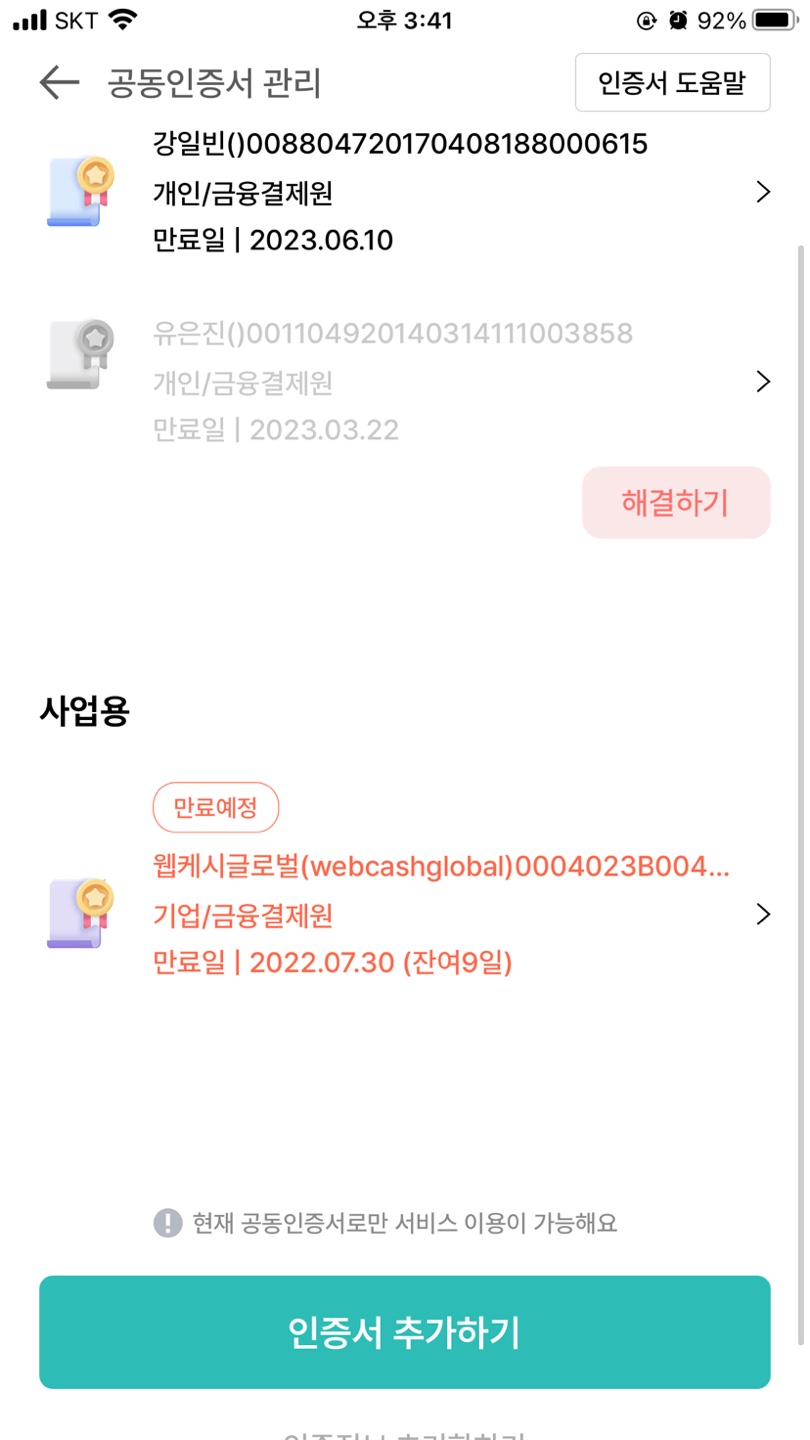 SKT
오후 3:41
92%
공동인증서 관리
인증서 도움말
강일빈()008804720170408188000615
개인/금융결제원
만료일 | 2023.06.10
유은진()001104920140314111003858
개인/금융결제원
만료일 | 2023.03.22
해결하기
사업용
만료예정
웹케시글로벌(webcashglobal)0004023B004...
기업/금융결제원
만료일 | 2022.07.30 (잔여9일)
현재 공동인증서로만 서비스 이용이 가능해요
인증서 추가하기